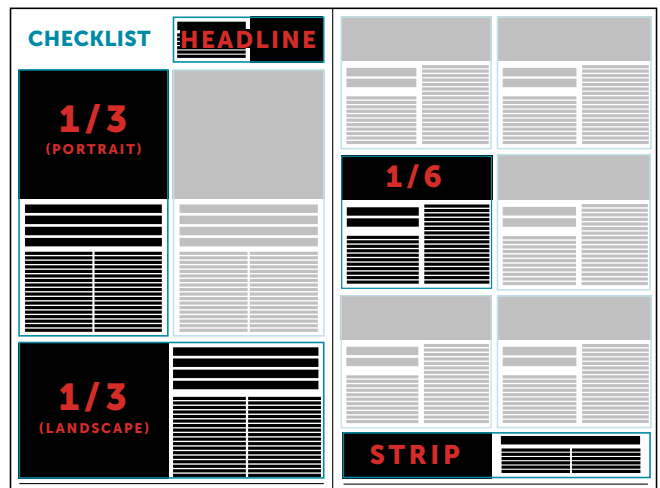 CHECKLIST
HEADLINE
1/3
(PORTRAIT)
1/3
(LANDSCAPE)
1/6
STRIP